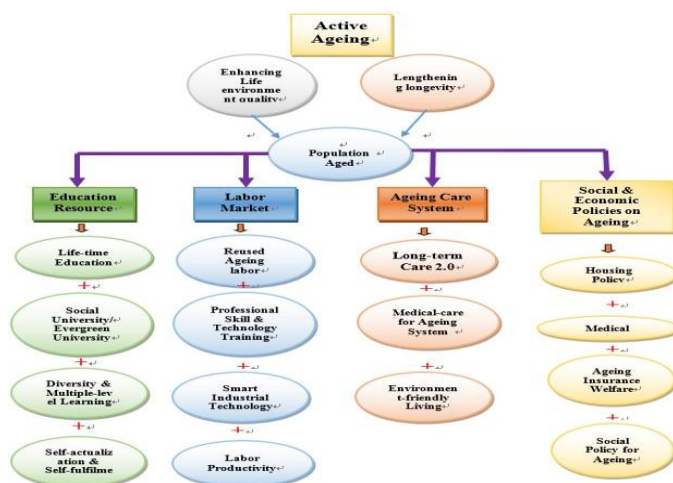 Active
Ageing
Enhancing
Life
environme
nt quality
Lengthenin
g longevity
Population
Aged
Education
Resource
Labor
Market
Ageing Care
System
Social &
Economic
Policies on
Ageing
Life-time
Education
Social
University/
Evergreen
University
Diversity &
Multiple-lev
el Learning
Self-actualiz
ation &
Self-fulfilme
Reused
Ageing
labor
Professional
Skill &
Technology
Training
Smart
Industrial
Technology
Labor
Productivity
Long-term
Care 2.0
Medical-care
for Ageing
System
Environmen
t-friendly
Living
Housing
Policy
Medical
Ageing
Insurance
Welfare
Social
Policy for
Ageing